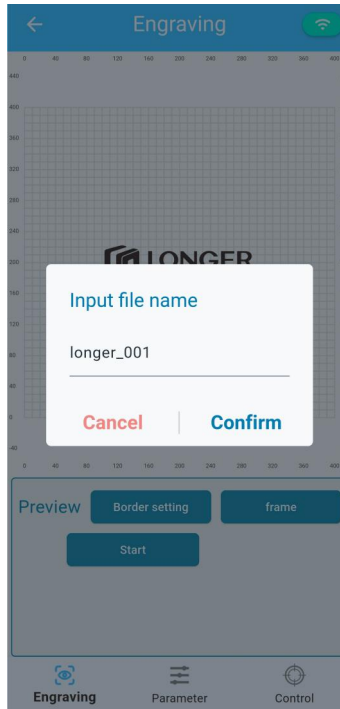 Engraving
0 40 80 120 160 200 240 280 320 360 400
440
400
360
320
280
240
200
LONGER
160
Input file name
120
longer_001
80
40
0
Cancel Confirm
-40
0 40 80 120 160 200 240 280 320 360 400
Preview Border setting frame
Start
Engraving Parameter Control